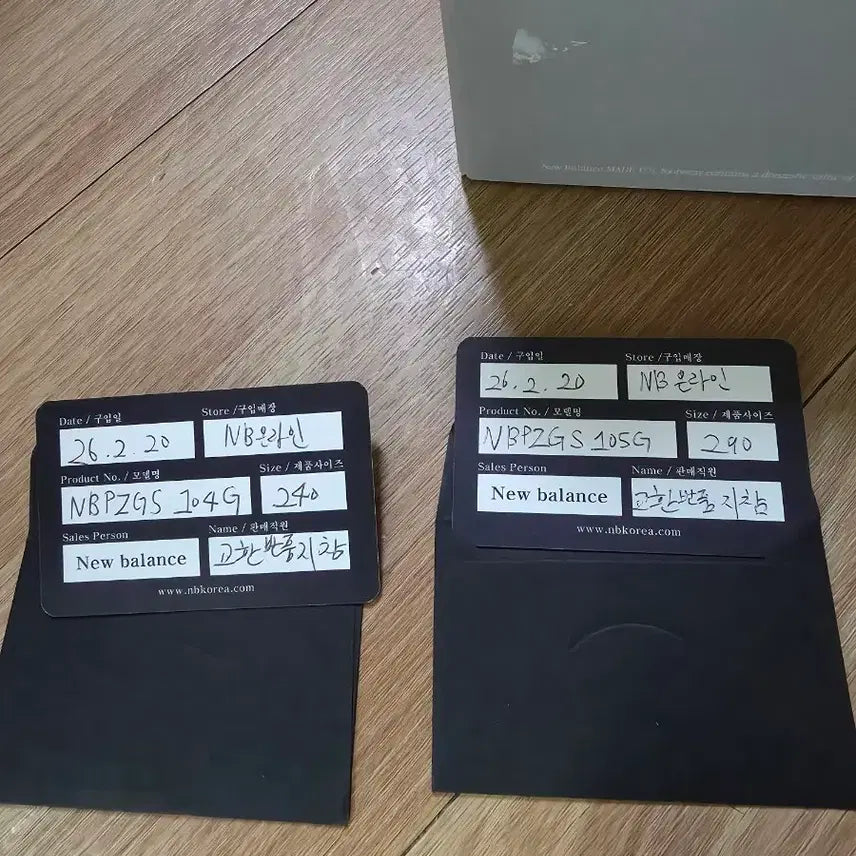 New Balance MADE
Date / 구입일 Store /구입매장
26.2.20 NB온라인
Product No. / 모델명 Size / 제품사이즈
NBPZGS 104G 240
Sales Person Name / 판매직원
New balance 교환반품지참
www.nbkorea.com
Date / 구입일 Store /구입매장
26.2.20 NB온라인
Product No. / 모델명 Size / 제품사이즈
NBPZGS 105G 290
Sales Person Name / 판매직원
New balance 교환반품지참
www.nbkorea.com